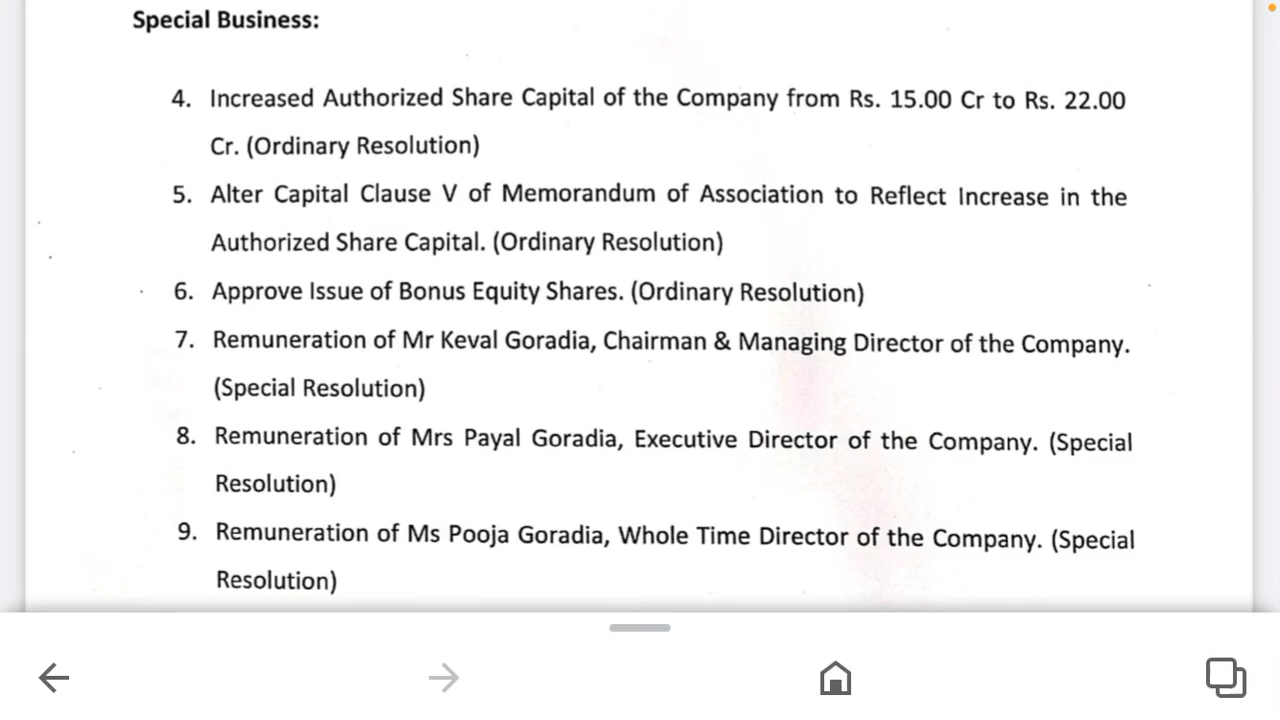 Special Business:
4. Increased Authorized Share Capital of the Company from Rs. 15.00 Cr to Rs. 22.00
Cr. (Ordinary Resolution)
5. Alter Capital Clause V of Memorandum of Association to Reflect Increase in the
Authorized Share Capital. (Ordinary Resolution)
6. Approve Issue of Bonus Equity Shares. (Ordinary Resolution)
7. Remuneration of Mr Keval Goradia, Chairman & Managing Director of the Company.
(Special Resolution)
8. Remuneration of Mrs Payal Goradia, Executive Director of the Company. (Special
Resolution)
9. Remuneration of Ms Pooja Goradia, Whole Time Director of the Company. (Special
Resolution)